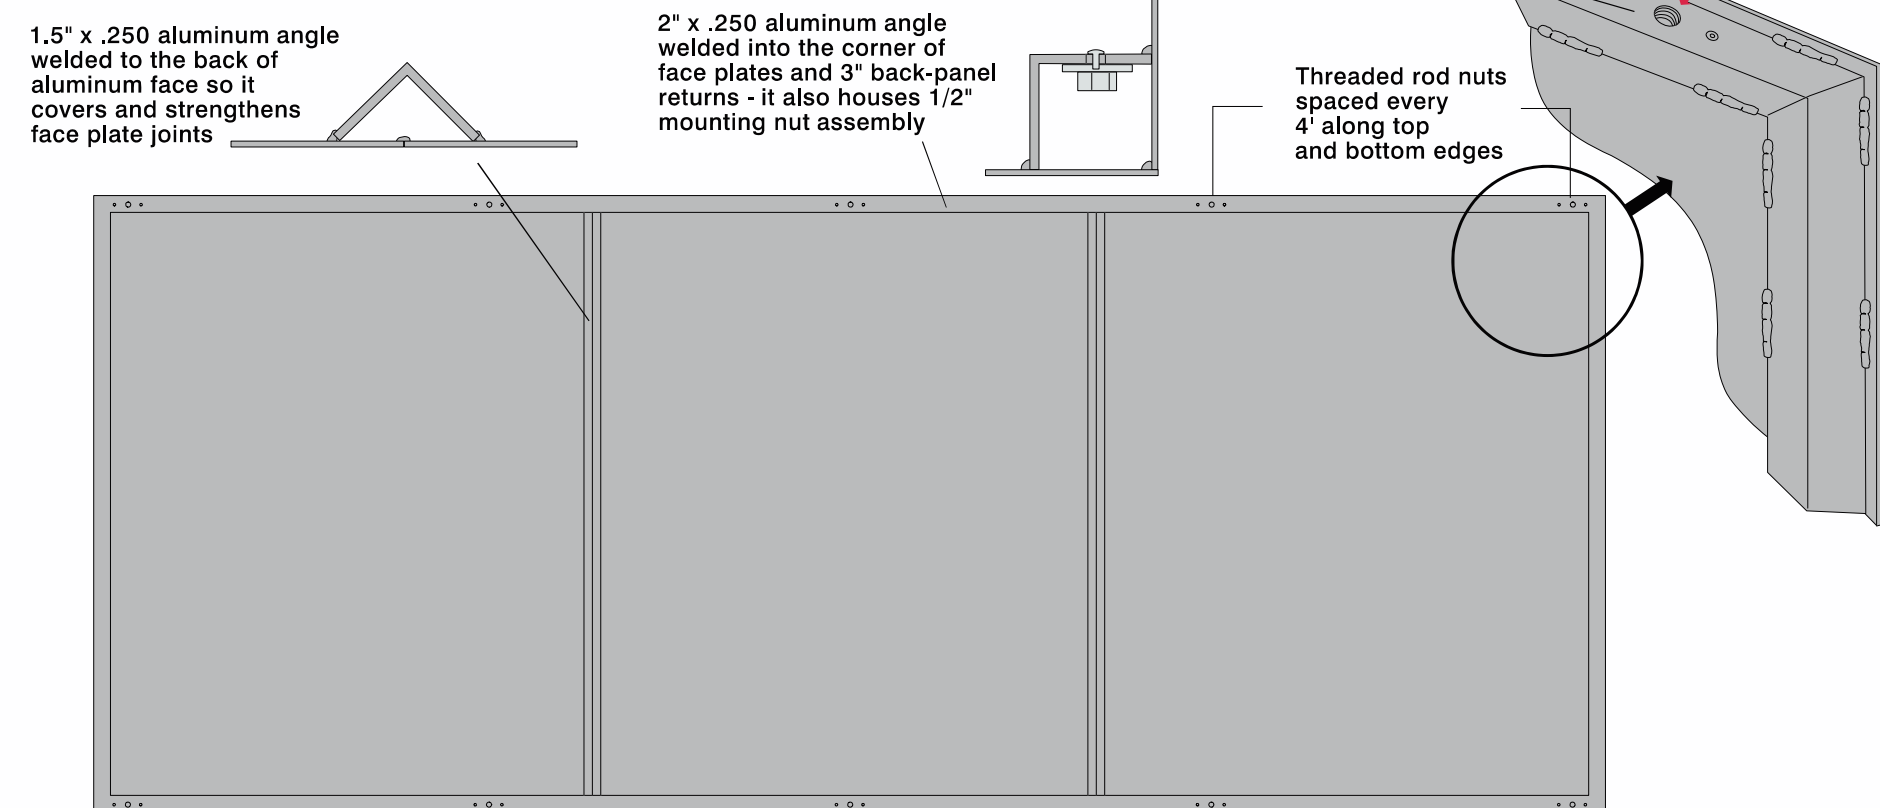 1.5" x .250 aluminum angle
welded to the back of
aluminum face so it
covers and strengthens
face plate joints
2" x .250 aluminum angle
welded into the corner of
face plates and 3" back-panel
returns - it also houses 1/2"
mounting nut assembly
Threaded rod nuts
spaced every
4' along top
and bottom edges